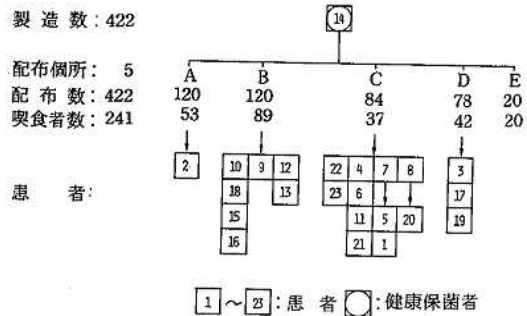 製造数:422
14
配布個所: 5
A B C D E
配布数:422 120 120 84 78 20
喫食者数:241 53 89 37 42 20
2 10 9 12 22 4 7 8 3
患者: 18 13 23 6 17
15 11 5 20 19
16 21 1
1 ~ 23 :患者 :健康保菌者